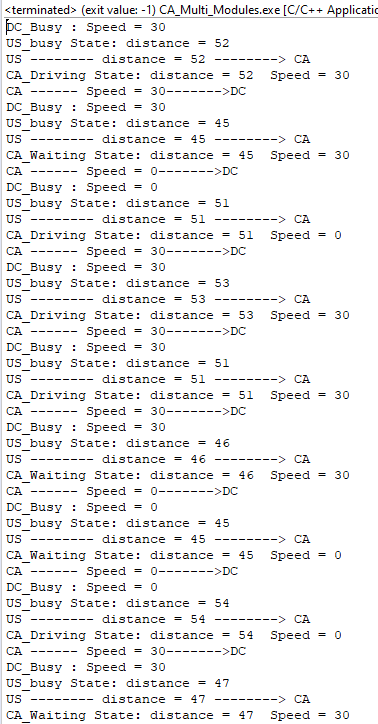 <terminated> (exit value: -1) CA_Multi_Modules.exe [C/C++ Applicatio
DC_Busy : Speed = 30
US_busy State: distance = 52
US -------- distance = 52 --------> CA
CA_Driving State: distance = 52  Speed = 30
CA ------ Speed = 30------->DC
DC_Busy : Speed = 30
US_busy State: distance = 45
US -------- distance = 45 --------> CA
CA_Waiting State: distance = 45  Speed = 30
CA ------ Speed = 0------->DC
DC_Busy : Speed = 0
US_busy State: distance = 51
US -------- distance = 51 --------> CA
CA_Driving State: distance = 51  Speed = 0
CA ------ Speed = 30------->DC
DC_Busy : Speed = 30
US_busy State: distance = 53
US -------- distance = 53 --------> CA
CA_Driving State: distance = 53  Speed = 30
CA ------ Speed = 30------->DC
DC_Busy : Speed = 30
US_busy State: distance = 51
US -------- distance = 51 --------> CA
CA_Driving State: distance = 51  Speed = 30
CA ------ Speed = 30------->DC
DC_Busy : Speed = 30
US_busy State: distance = 46
US -------- distance = 46 --------> CA
CA_Waiting State: distance = 46  Speed = 30
CA ------ Speed = 0------->DC
DC_Busy : Speed = 0
US_busy State: distance = 45
US -------- distance = 45 --------> CA
CA_Waiting State: distance = 45  Speed = 0
CA ------ Speed = 0------->DC
DC_Busy : Speed = 0
US_busy State: distance = 54
US -------- distance = 54 --------> CA
CA_Driving State: distance = 54  Speed = 0
CA ------ Speed = 30------->DC
DC_Busy : Speed = 30
US_busy State: distance = 47
US -------- distance = 47 --------> CA
CA_Waiting State: distance = 47  Speed = 30